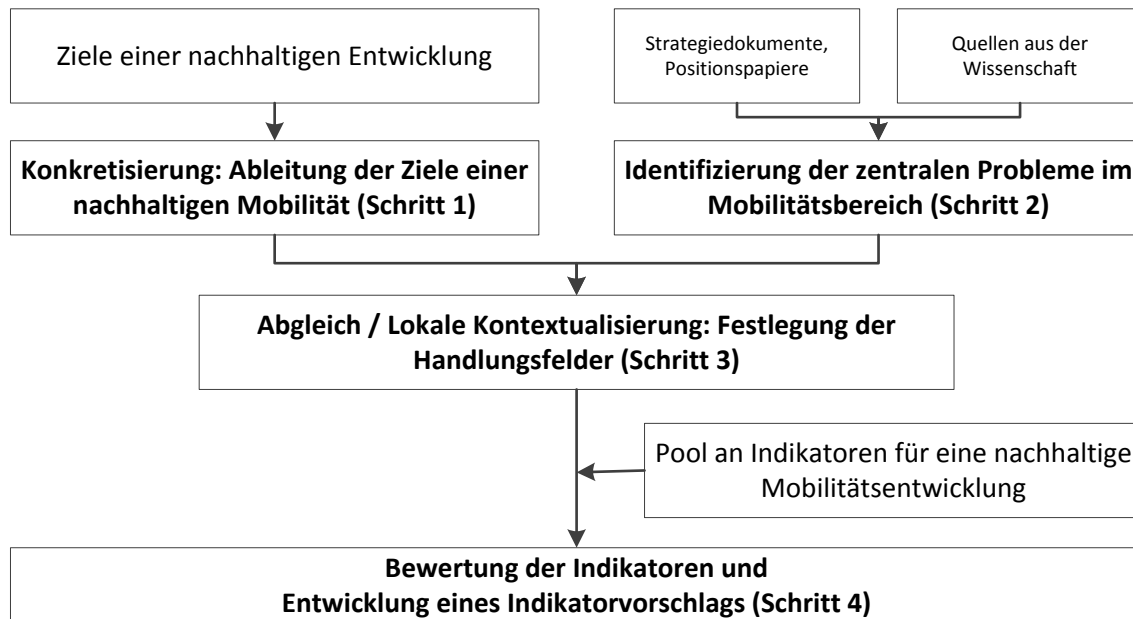 Ziele einer nachhaltigen Entwicklung
Strategiedokumente,
Positionspapiere
Quellen aus der
Wissenschaft
Konkretisierung: Ableitung der Ziele einer
nachhaltigen Mobilität (Schritt 1)
Identifizierung der zentralen Probleme im
Mobilitätsbereich (Schritt 2)
Abgleich / Lokale Kontextualisierung: Festlegung der
Handlungsfelder (Schritt 3)
Pool an Indikatoren für eine nachhaltige
Mobilitätsentwicklung
Bewertung der Indikatoren und
Entwicklung eines Indikatorvorschlags (Schritt 4)